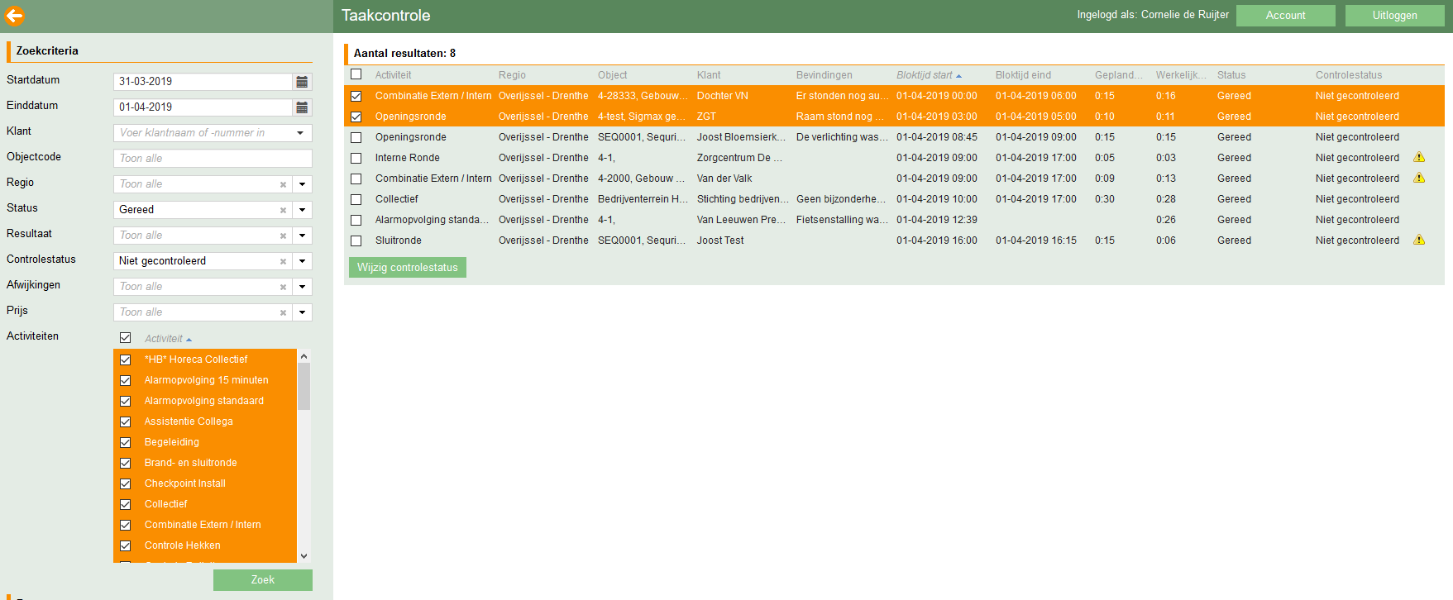 Taakcontrole
Ingelogd als: Cornelie de Ruijter Account Uitloggen
Zoekcriteria
Startdatum 31-03-2019
Einddatum 01-04-2019
Klant Voer klantnaam of -nummer in
Objectcode Toon alle
Regio Toon alle
Status Gereed
Resultaat Toon alle
Controlestatus Niet gecontroleerd
Afwijkingen Toon alle
Prijs Toon alle
Activiteiten Activiteit
*HB* Horeca Collectief
Alarmopvolging 15 minuten
Alarmopvolging standaard
Assistentie Collega
Begeleiding
Brand- en sluitronde
Checkpoint Install
Collectief
Combinatie Extern / Intern
Controle Hekken
Zoek
Aantal resultaten: 8
Activiteit Regio Object Klant Bevindingen Bloktijd start Bloktijd eind Gepland... Werkelijk... Status Controlestatus
Combinatie Extern / Intern Overijssel - Drenthe 4-28333, Gebouw... Dochter VN Er stonden nog au... 01-04-2019 00:00 01-04-2019 06:00 0:15 0:16 Gereed Niet gecontroleerd
Openingsronde Overijssel - Drenthe 4-test, Sigmax ge... ZGT Raam stond nog ... 01-04-2019 03:00 01-04-2019 05:00 0:10 0:11 Gereed Niet gecontroleerd
Openingsronde Overijssel - Drenthe SEQ0001, Sequri... Joost Bloemsierk... De verlichting was... 01-04-2019 08:45 01-04-2019 09:00 0:15 0:15 Gereed Niet gecontroleerd
Interne Ronde Overijssel - Drenthe 4-1, Zorgcentrum De ... 01-04-2019 09:00 01-04-2019 17:00 0:05 0:03 Gereed Niet gecontroleerd
Combinatie Extern / Intern Overijssel - Drenthe 4-2000, Gebouw ... Van der Valk 01-04-2019 09:00 01-04-2019 17:00 0:09 0:13 Gereed Niet gecontroleerd
Collectief Overijssel - Drenthe Bedrijventerrein H... Stichting bedrijven... Geen bijzonderhe... 01-04-2019 10:00 01-04-2019 17:00 0:30 0:28 Gereed Niet gecontroleerd
Alarmopvolging standa... Overijssel - Drenthe 4-1, Van Leeuwen Pre... Fietsenstalling wa... 01-04-2019 12:39 0:26 Gereed Niet gecontroleerd
Sluitronde Overijssel - Drenthe SEQ0001, Sequri... Joost Test 01-04-2019 16:00 01-04-2019 16:15 0:15 0:06 Gereed Niet gecontroleerd
Wijzig controlestatus